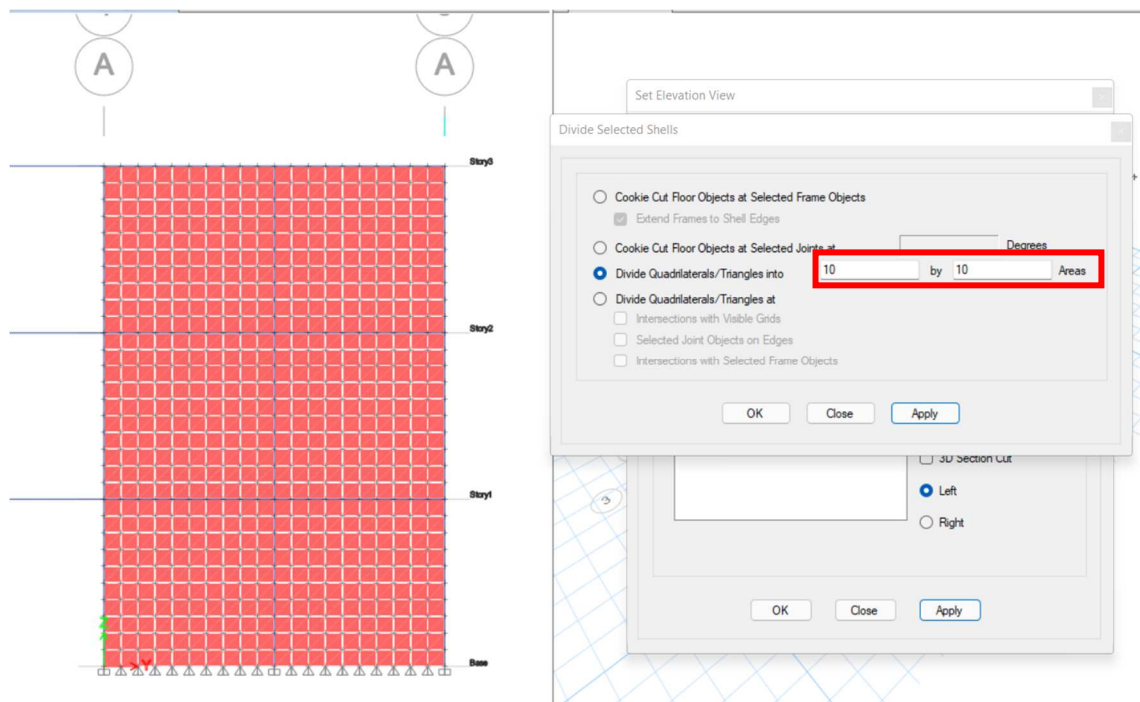 A
A
Story3
Story2
Story1
Base
Z
Y
Set Elevation View
Divide Selected Shells
Cookie Cut Floor Objects at Selected Frame Objects
Extend Frames to Shell Edges
Cookie Cut Floor Objects at Selected Joints at Degrees
Divide Quadrilaterals/Triangles into 10 by 10 Areas
Divide Quadrilaterals/Triangles at
Intersections with Visible Grids
Selected Joint Objects on Edges
Intersections with Selected Frame Objects
OK Close Apply
3D Section Cut
Left
Right
3
OK Close Apply